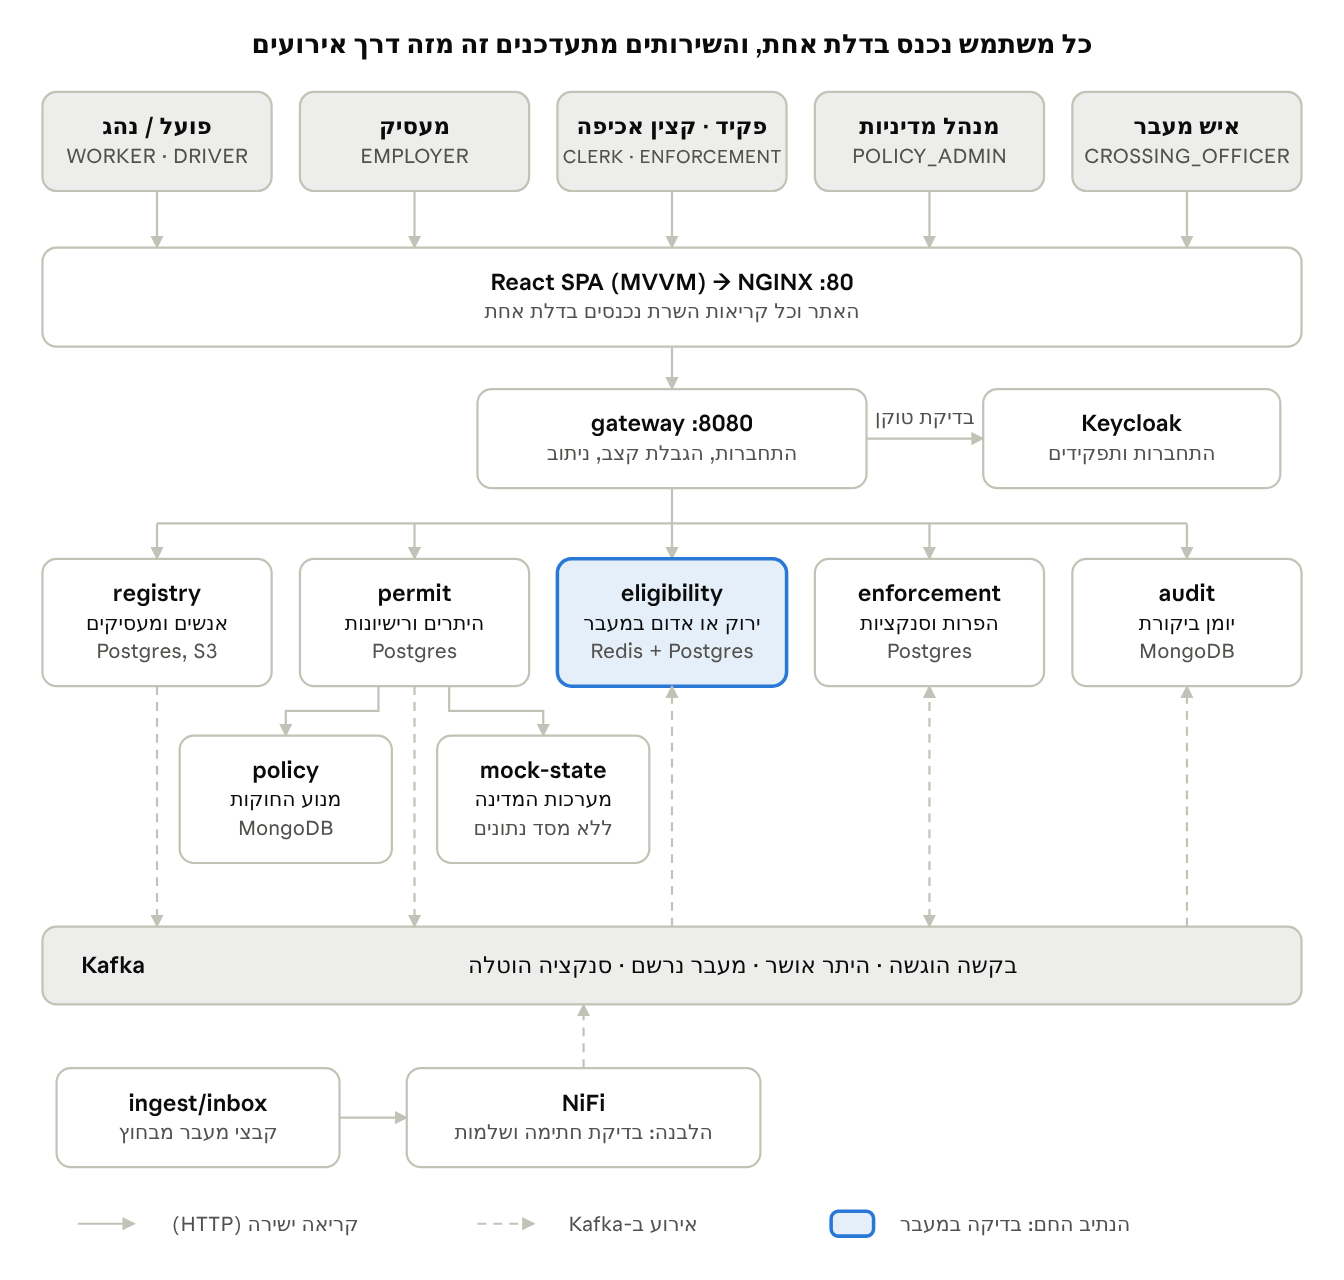 כל משתמש נכנס בדלת אחת, והשירותים מתעדכנים זה מזה דרך אירועים
פועל / נהג
WORKER · DRIVER
מעסיק
EMPLOYER
פקיד · קצין אכיפה
CLERK · ENFORCEMENT
מנהל מדיניות
POLICY_ADMIN
איש מעבר
CROSSING_OFFICER
React SPA (MVVM) → NGINX :80
האתר וכל קריאות השרת נכנסים בדלת אחת
gateway :8080
התחברות, הגבלת קצב, ניתוב
בדיקת טוקן
Keycloak
התחברות ותפקידים
registry
אנשים ומעסיקים
Postgres, S3
permit
היתרים ורישיונות
Postgres
eligibility
ירוק או אדום במעבר
Redis + Postgres
enforcement
הפרות וסנקציות
Postgres
audit
יומן ביקורת
MongoDB
policy
מנוע החוקות
MongoDB
mock-state
מערכות המדינה
ללא מסד נתונים
Kafka
בקשה הוגשה · היתר אושר · מעבר נרשם · סנקציה הוטלה
ingest/inbox
קבצי מעבר מבחוץ
NiFi
הלבנה: בדיקת חתימה ושלמות
קריאה ישירה (HTTP)
אירוע ב-Kafka
הנתיב החם: בדיקה במעבר